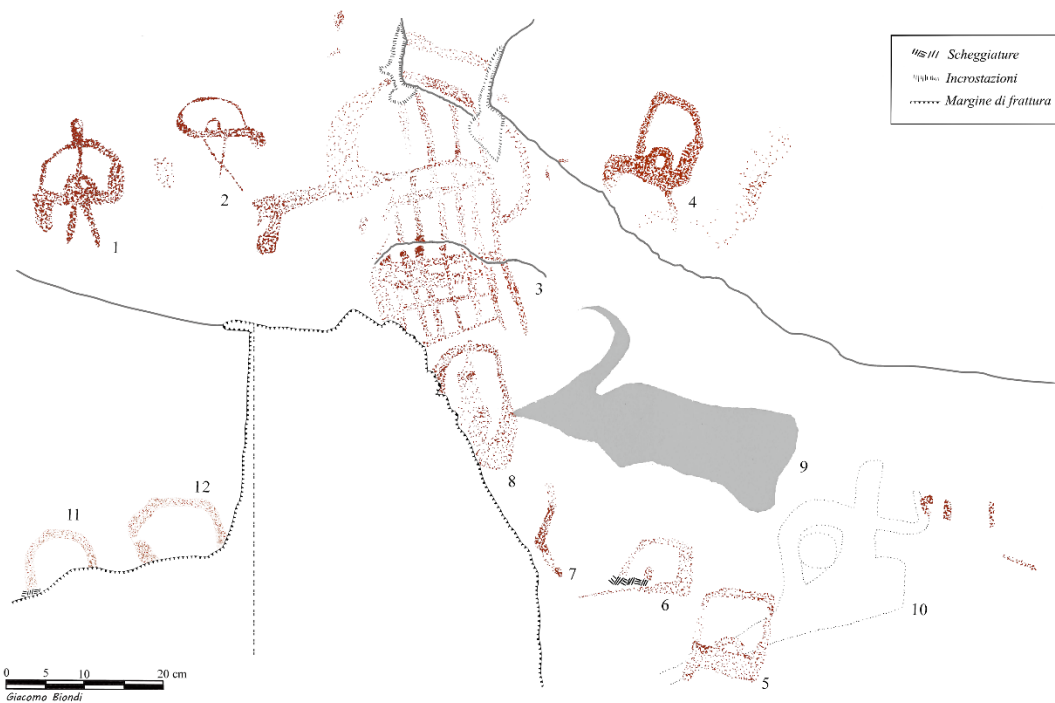 Scheggiature
Incrostazioni
Margine di frattura
1
2
3
4
5
6
7
8
9
10
11
12
0 5 10 20 cm
Giacomo Biondi